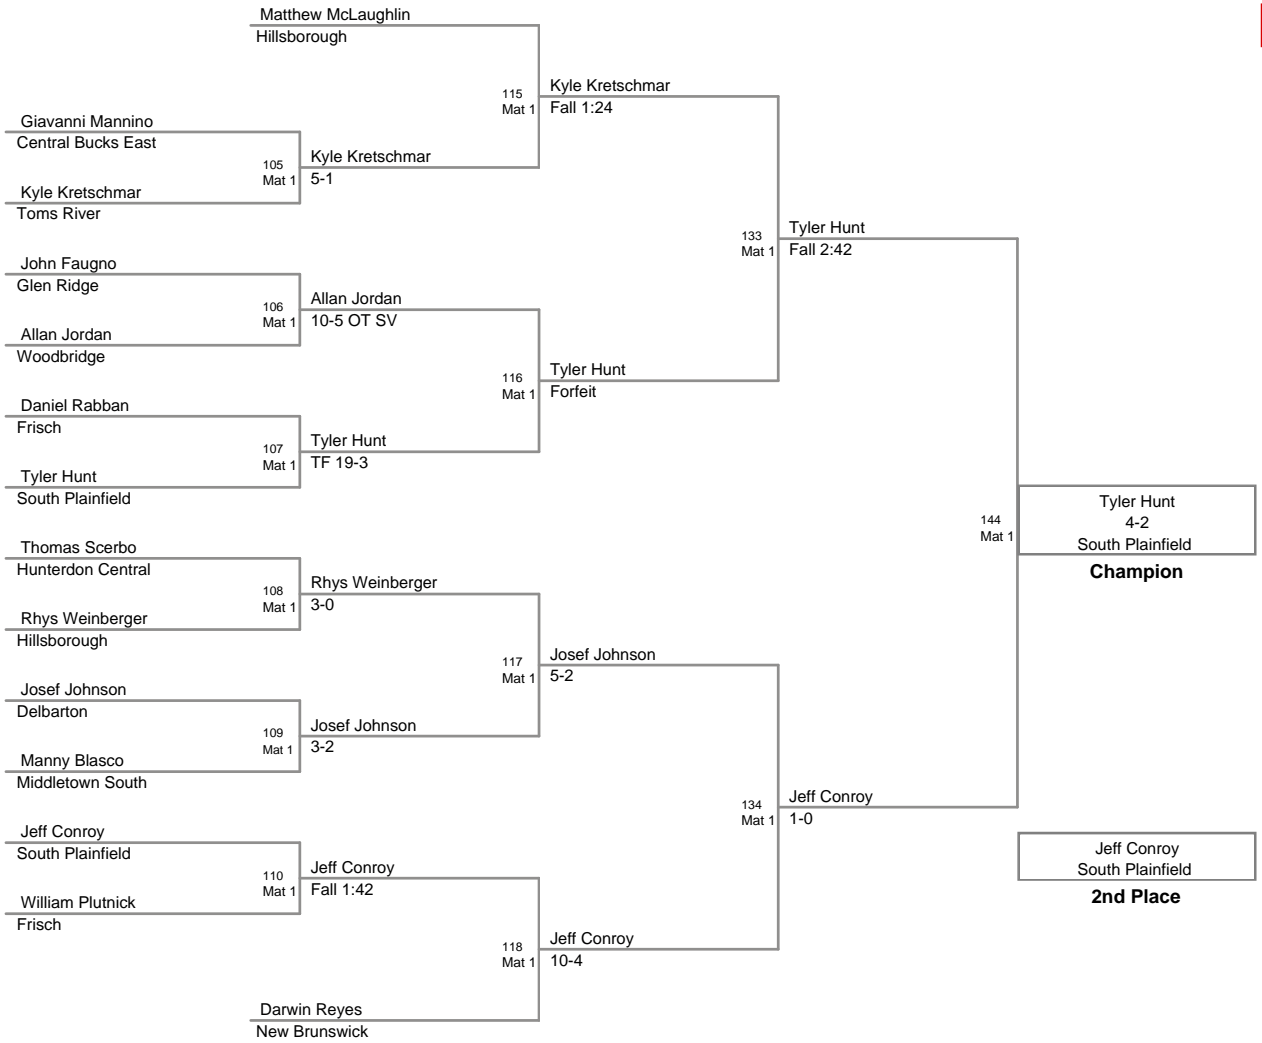 Matthew McLaughlin
Hillsborough
115
Mat 1
Kyle Kretschmar
Fall 1:24
Giavanni Mannino
Central Bucks East
105
Mat 1
Kyle Kretschmar
5-1
Kyle Kretschmar
Toms River
133
Mat 1
Tyler Hunt
Fall 2:42
John Faugno
Glen Ridge
106
Mat 1
Allan Jordan
10-5 OT SV
Allan Jordan
Woodbridge
116
Mat 1
Tyler Hunt
Forfeit
Daniel Rabban
Frisch
107
Mat 1
Tyler Hunt
TF 19-3
Tyler Hunt
South Plainfield
144
Mat 1
Tyler Hunt
4-2
South Plainfield
Champion
Thomas Scerbo
Hunterdon Central
108
Mat 1
Rhys Weinberger
3-0
Rhys Weinberger
Hillsborough
117
Mat 1
Josef Johnson
5-2
Josef Johnson
Delbarton
109
Mat 1
Josef Johnson
3-2
Manny Blasco
Middletown South
134
Mat 1
Jeff Conroy
1-0
Jeff Conroy
South Plainfield
2nd Place
Jeff Conroy
South Plainfield
110
Mat 1
Jeff Conroy
Fall 1:42
William Plutnick
Frisch
118
Mat 1
Jeff Conroy
10-4
Darwin Reyes
New Brunswick